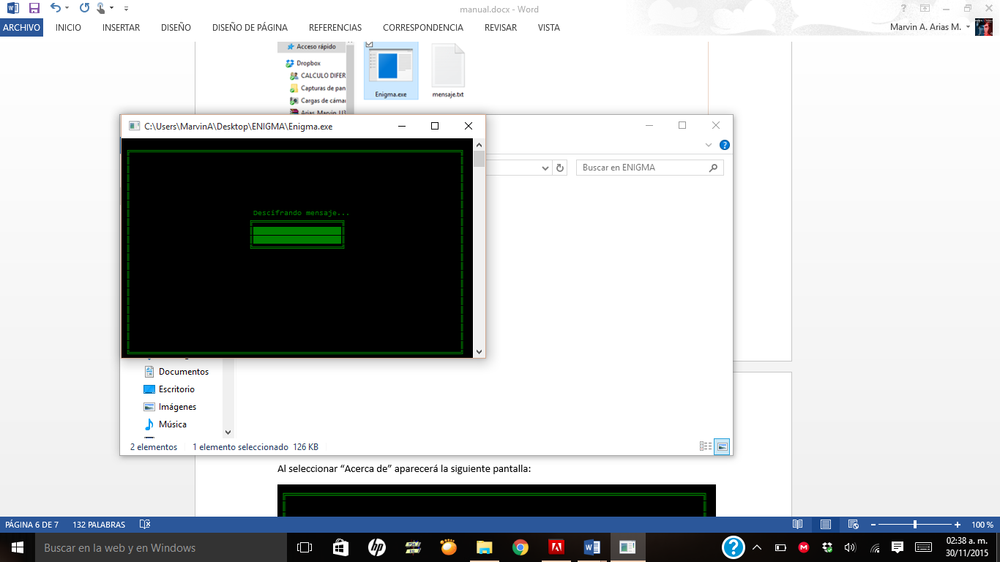 manual.docx - Word
ARCHIVO INICIO INSERTAR DISEÑO DISEÑO DE PÁGINA REFERENCIAS CORRESPONDENCIA REVISAR VISTA
Marvin A. Arias M.
Acceso rápido
Dropbox
CALCULO DIFER
Capturas de pan
Cargas de cámar
Arias Marvin U3
Enigma.exe
mensaje.txt
C:\Users\MarvinA\Desktop\ENIGMA\Enigma.exe
Buscar en ENIGMA
Descifrando mensaje...
Documentos
Escritorio
Imágenes
Música
2 elementos 1 elemento seleccionado 126 KB
Al seleccionar “Acerca de” aparecerá la siguiente pantalla:
PÁGINA 6 DE 7 132 PALABRAS
100 %
Buscar en la web y en Windows
02:38 a. m.
30/11/2015